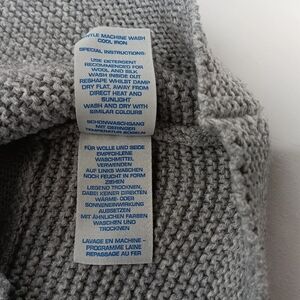 GENTLE MACHINE WASH
COOL IRON
SPECIAL INSTRUCTIONS:
USE DETERGENT
RECOMMENDED FOR
WOOL AND SILK
WASH INSIDE OUT
RESHAPE WHILST DAMP
DRY FLAT, AWAY FROM
DIRECT HEAT AND
SUNLIGHT
WASH AND DRY WITH
SIMILAR COLOURS
SCHONWASCHGANG
MIT GERINGER
TEMPERATUR BÜGELN
FÜR WOLLE UND SEIDE
EMPFOHLENE
WASCHMITTEL
VERWENDEN
AUF LINKS WASCHEN
NOCH FEUCHT IN FORM
ZIEHEN
LIEGEND TROCKNEN,
DABEI KEINER DIREKTEN
WÄRME- ODER
SONNENEINWIRKUNG
AUSSETZEN
MIT ÄHNLICHEN FARBEN
WASCHEN UND
TROCKNEN
LAVAGE EN MACHINE -
PROGRAMME LAINE
REPASSAGE AU FER